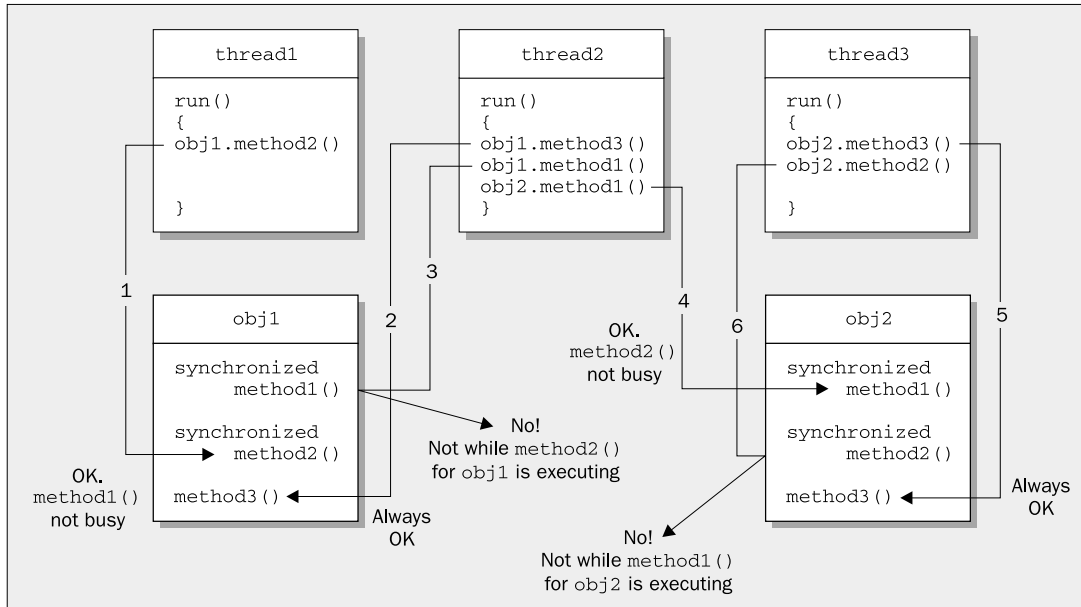 thread1
run()
{
obj1.method2()
}
thread2
run()
{
obj1.method3()
obj1.method1()
obj2.method1()
}
thread3
run()
{
obj2.method3()
obj2.method2()
}
1
2
3
4
6
5
obj1
synchronized
method1()
synchronized
method2()
method3()
OK.
method1()
not busy
Always
OK
No!
Not while method2()
for obj1 is executing
OK.
method2()
not busy
obj2
synchronized
method1()
synchronized
method2()
method3()
Always
OK
No!
Not while method1()
for obj2 is executing